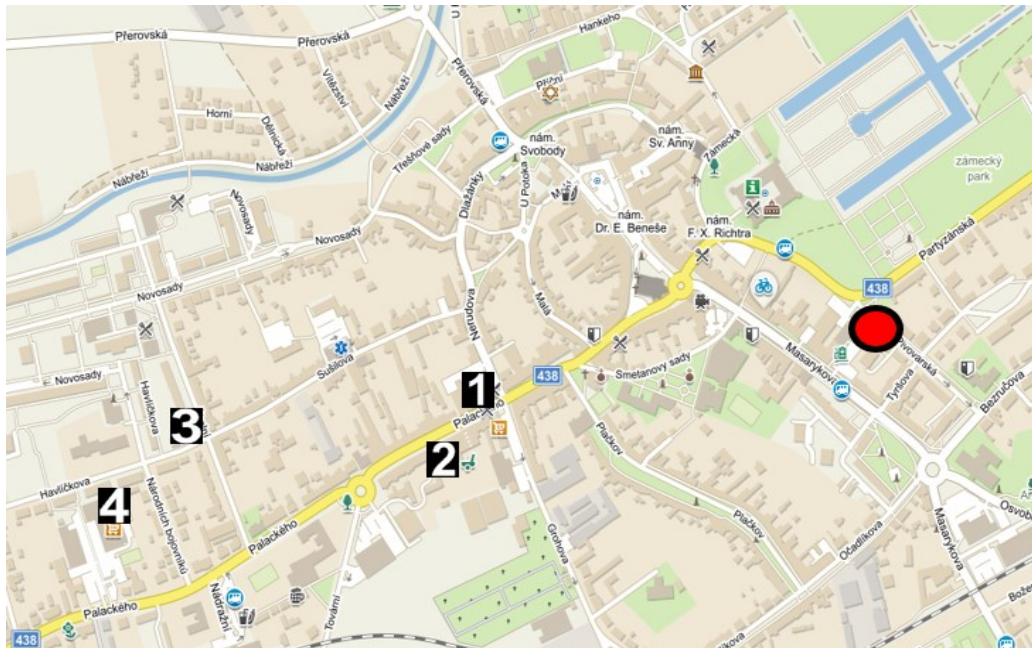 Přerovská
Přerovská
Hankeho
Příční
Přerovská
Vítězství
Nábřeží
Horní
Dělnická
Třešňové sady
nám.
Svobody
nám.
Sv. Anny
Zámecká
zámecký
park
Nábřeží
Nábřeží
Dlažánky
U Potoka
Novosady
Novosady
Novosady
nám.
Dr. E. Beneše
nám.
F. X. Richtra
Partyzánská
438
Nerudova
Malá
Sušilova
438
Smetanovy sady
Masarykova
Pivovarská
Tyršova
Bezručova
Novosady
Havlíčkova
1
3
2
4
Plačkov
Havlíčkova
Národních bojovníků
Palackého
Plačkov
Grohova
Očadlíkova
Masarykova
Palackého
Nádražní
Tovární
438